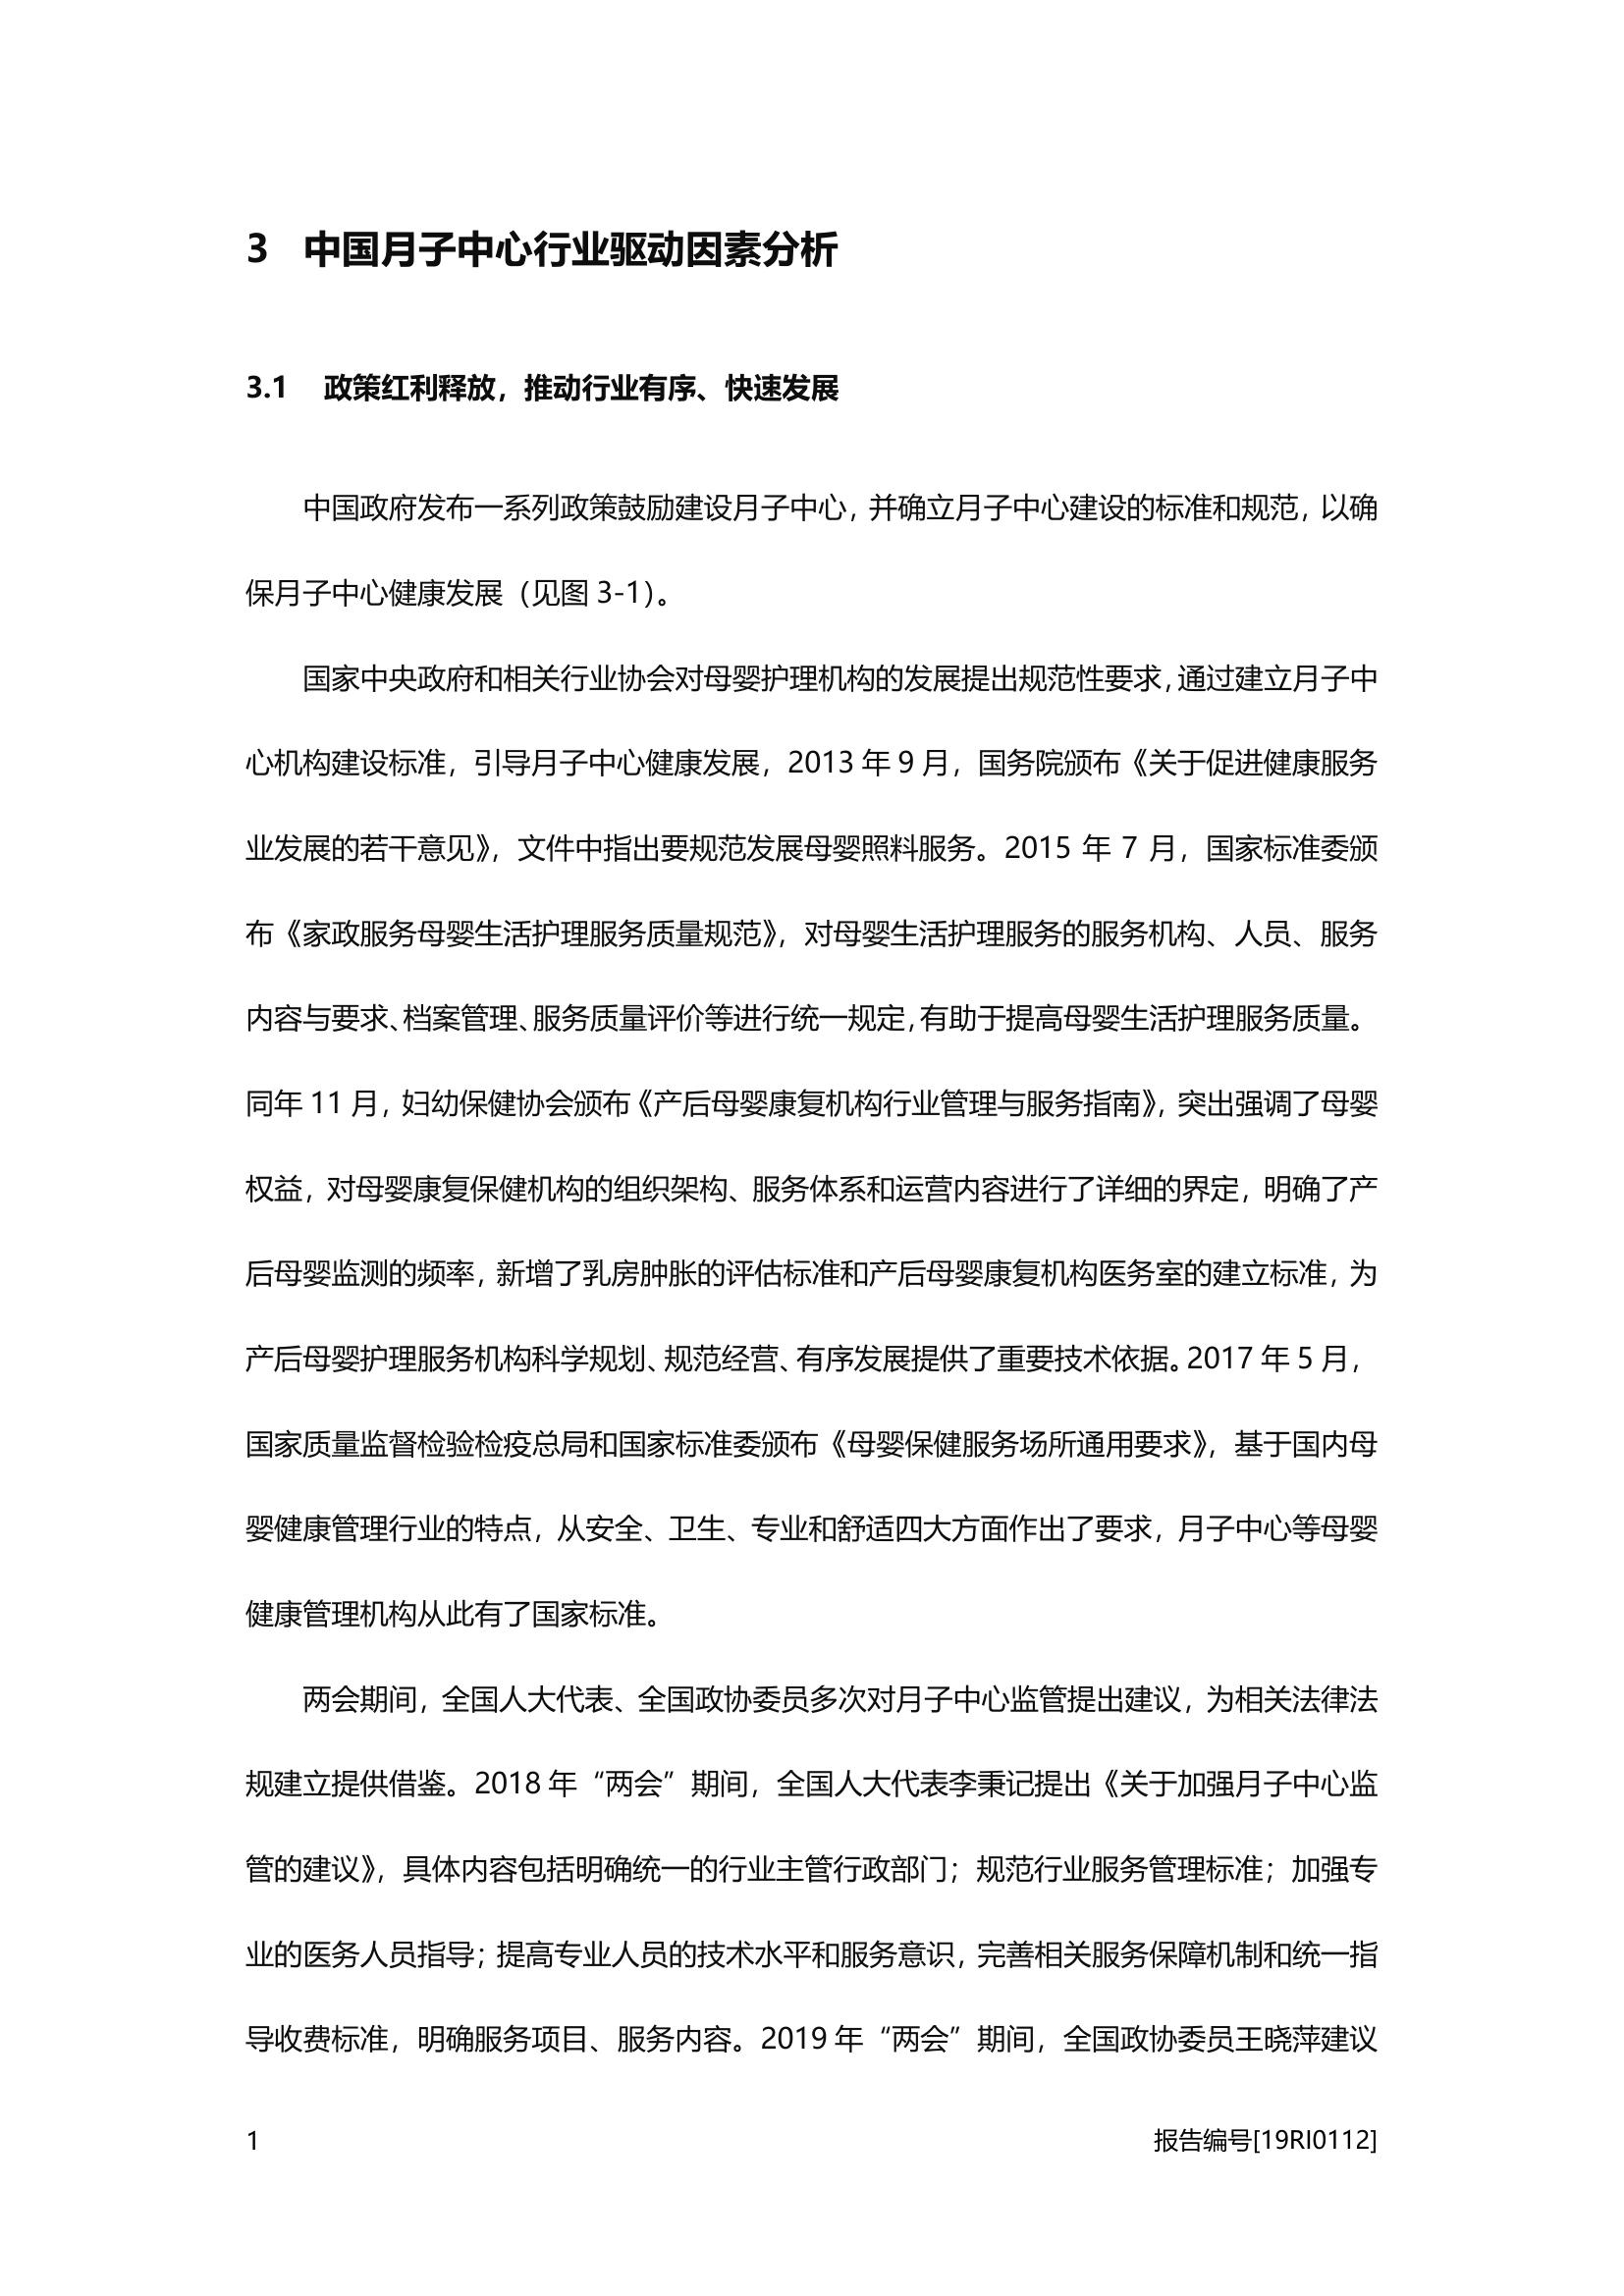 3 中国月子中心行业驱动因素分析
3.1 政策红利释放，推动行业有序、快速发展
中国政府发布一系列政策鼓励建设月子中心，并确立月子中心建设的标准和规范，以确
保月子中心健康发展（见图 3-1）。
国家中央政府和相关行业协会对母婴护理机构的发展提出规范性要求，通过建立月子中
心机构建设标准，引导月子中心健康发展，2013 年 9 月，国务院颁布《关于促进健康服务
业发展的若干意见》，文件中指出要规范发展母婴照料服务。2015 年 7 月，国家标准委颁
布《家政服务母婴生活护理服务质量规范》，对母婴生活护理服务的服务机构、人员、服务
内容与要求、档案管理、服务质量评价等进行统一规定，有助于提高母婴生活护理服务质量。
同年 11 月，妇幼保健协会颁布《产后母婴康复机构行业管理与服务指南》，突出强调了母婴
权益，对母婴康复保健机构的组织架构、服务体系和运营内容进行了详细的界定，明确了产
后母婴监测的频率，新增了乳房肿胀的评估标准和产后母婴康复机构医务室的建立标准，为
产后母婴护理服务机构科学规划、规范经营、有序发展提供了重要技术依据。2017 年 5 月，
国家质量监督检验检疫总局和国家标准委颁布《母婴保健服务场所通用要求》，基于国内母
婴健康管理行业的特点，从安全、卫生、专业和舒适四大方面作出了要求，月子中心等母婴
健康管理机构从此有了国家标准。
两会期间，全国人大代表、全国政协委员多次对月子中心监管提出建议，为相关法律法
规建立提供借鉴。2018 年“两会”期间，全国人大代表李秉记提出《关于加强月子中心监
管的建议》，具体内容包括明确统一的行业主管行政部门；规范行业服务管理标准；加强专
业的医务人员指导；提高专业人员的技术水平和服务意识，完善相关服务保障机制和统一指
导收费标准，明确服务项目、服务内容。2019 年“两会”期间，全国政协委员王晓萍建议
1 报告编号[19RI0112]